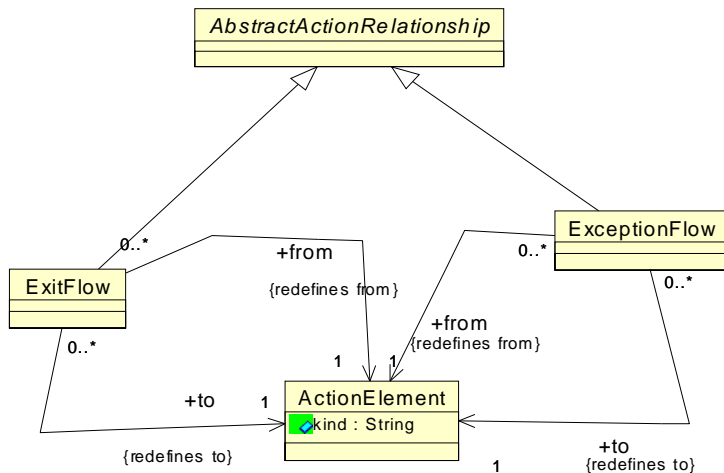 AbstractActionRelationship
ExceptionFlow
0..*
0..*
0..*
+from
ExitFlow
{redefines from}
0..*
+from
{redefines from}
0..*
1
1
ActionElement
+to
1
kind : String
+to
{redefines to}
1
{redefines to}